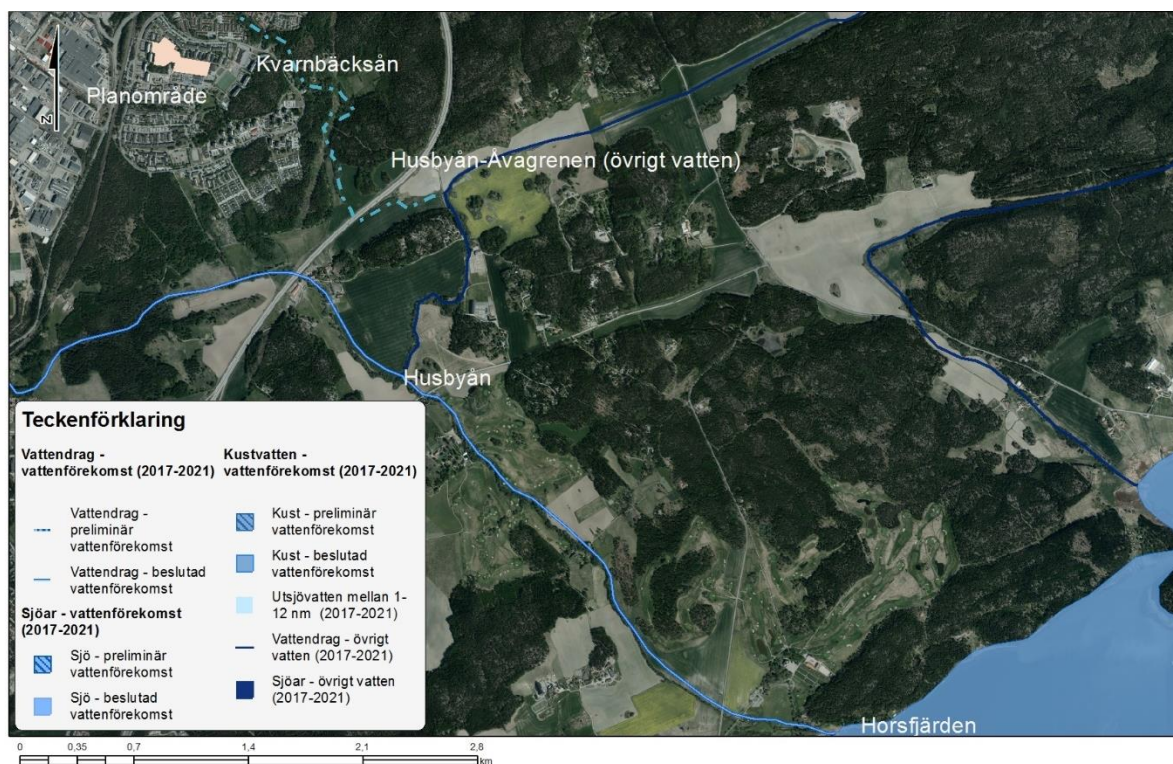 Kvarnbäcksån
Planområde
N
Husbyån-Åvagrenen (övrigt vatten)
Husbyån
Horsfjärden
Teckenförklaring
Vattendrag -
vattenförekomst (2017-2021)
Vattendrag -
preliminär
vattenförekomst
Vattendrag - beslutad
vattenförekomst
Sjöar - vattenförekomst
(2017-2021)
Sjö - preliminär
vattenförekomst
Sjö - beslutad
vattenförekomst
Kustvatten -
vattenförekomst (2017-2021)
Kust - preliminär
vattenförekomst
Kust - beslutad
vattenförekomst
Utsjövatten mellan 1-
12 nm (2017-2021)
Vattendrag - övrigt
vatten (2017-2021)
Sjöar - övrigt vatten
(2017-2021)
0 0,35 0,7 1,4 2,1 2,8
km